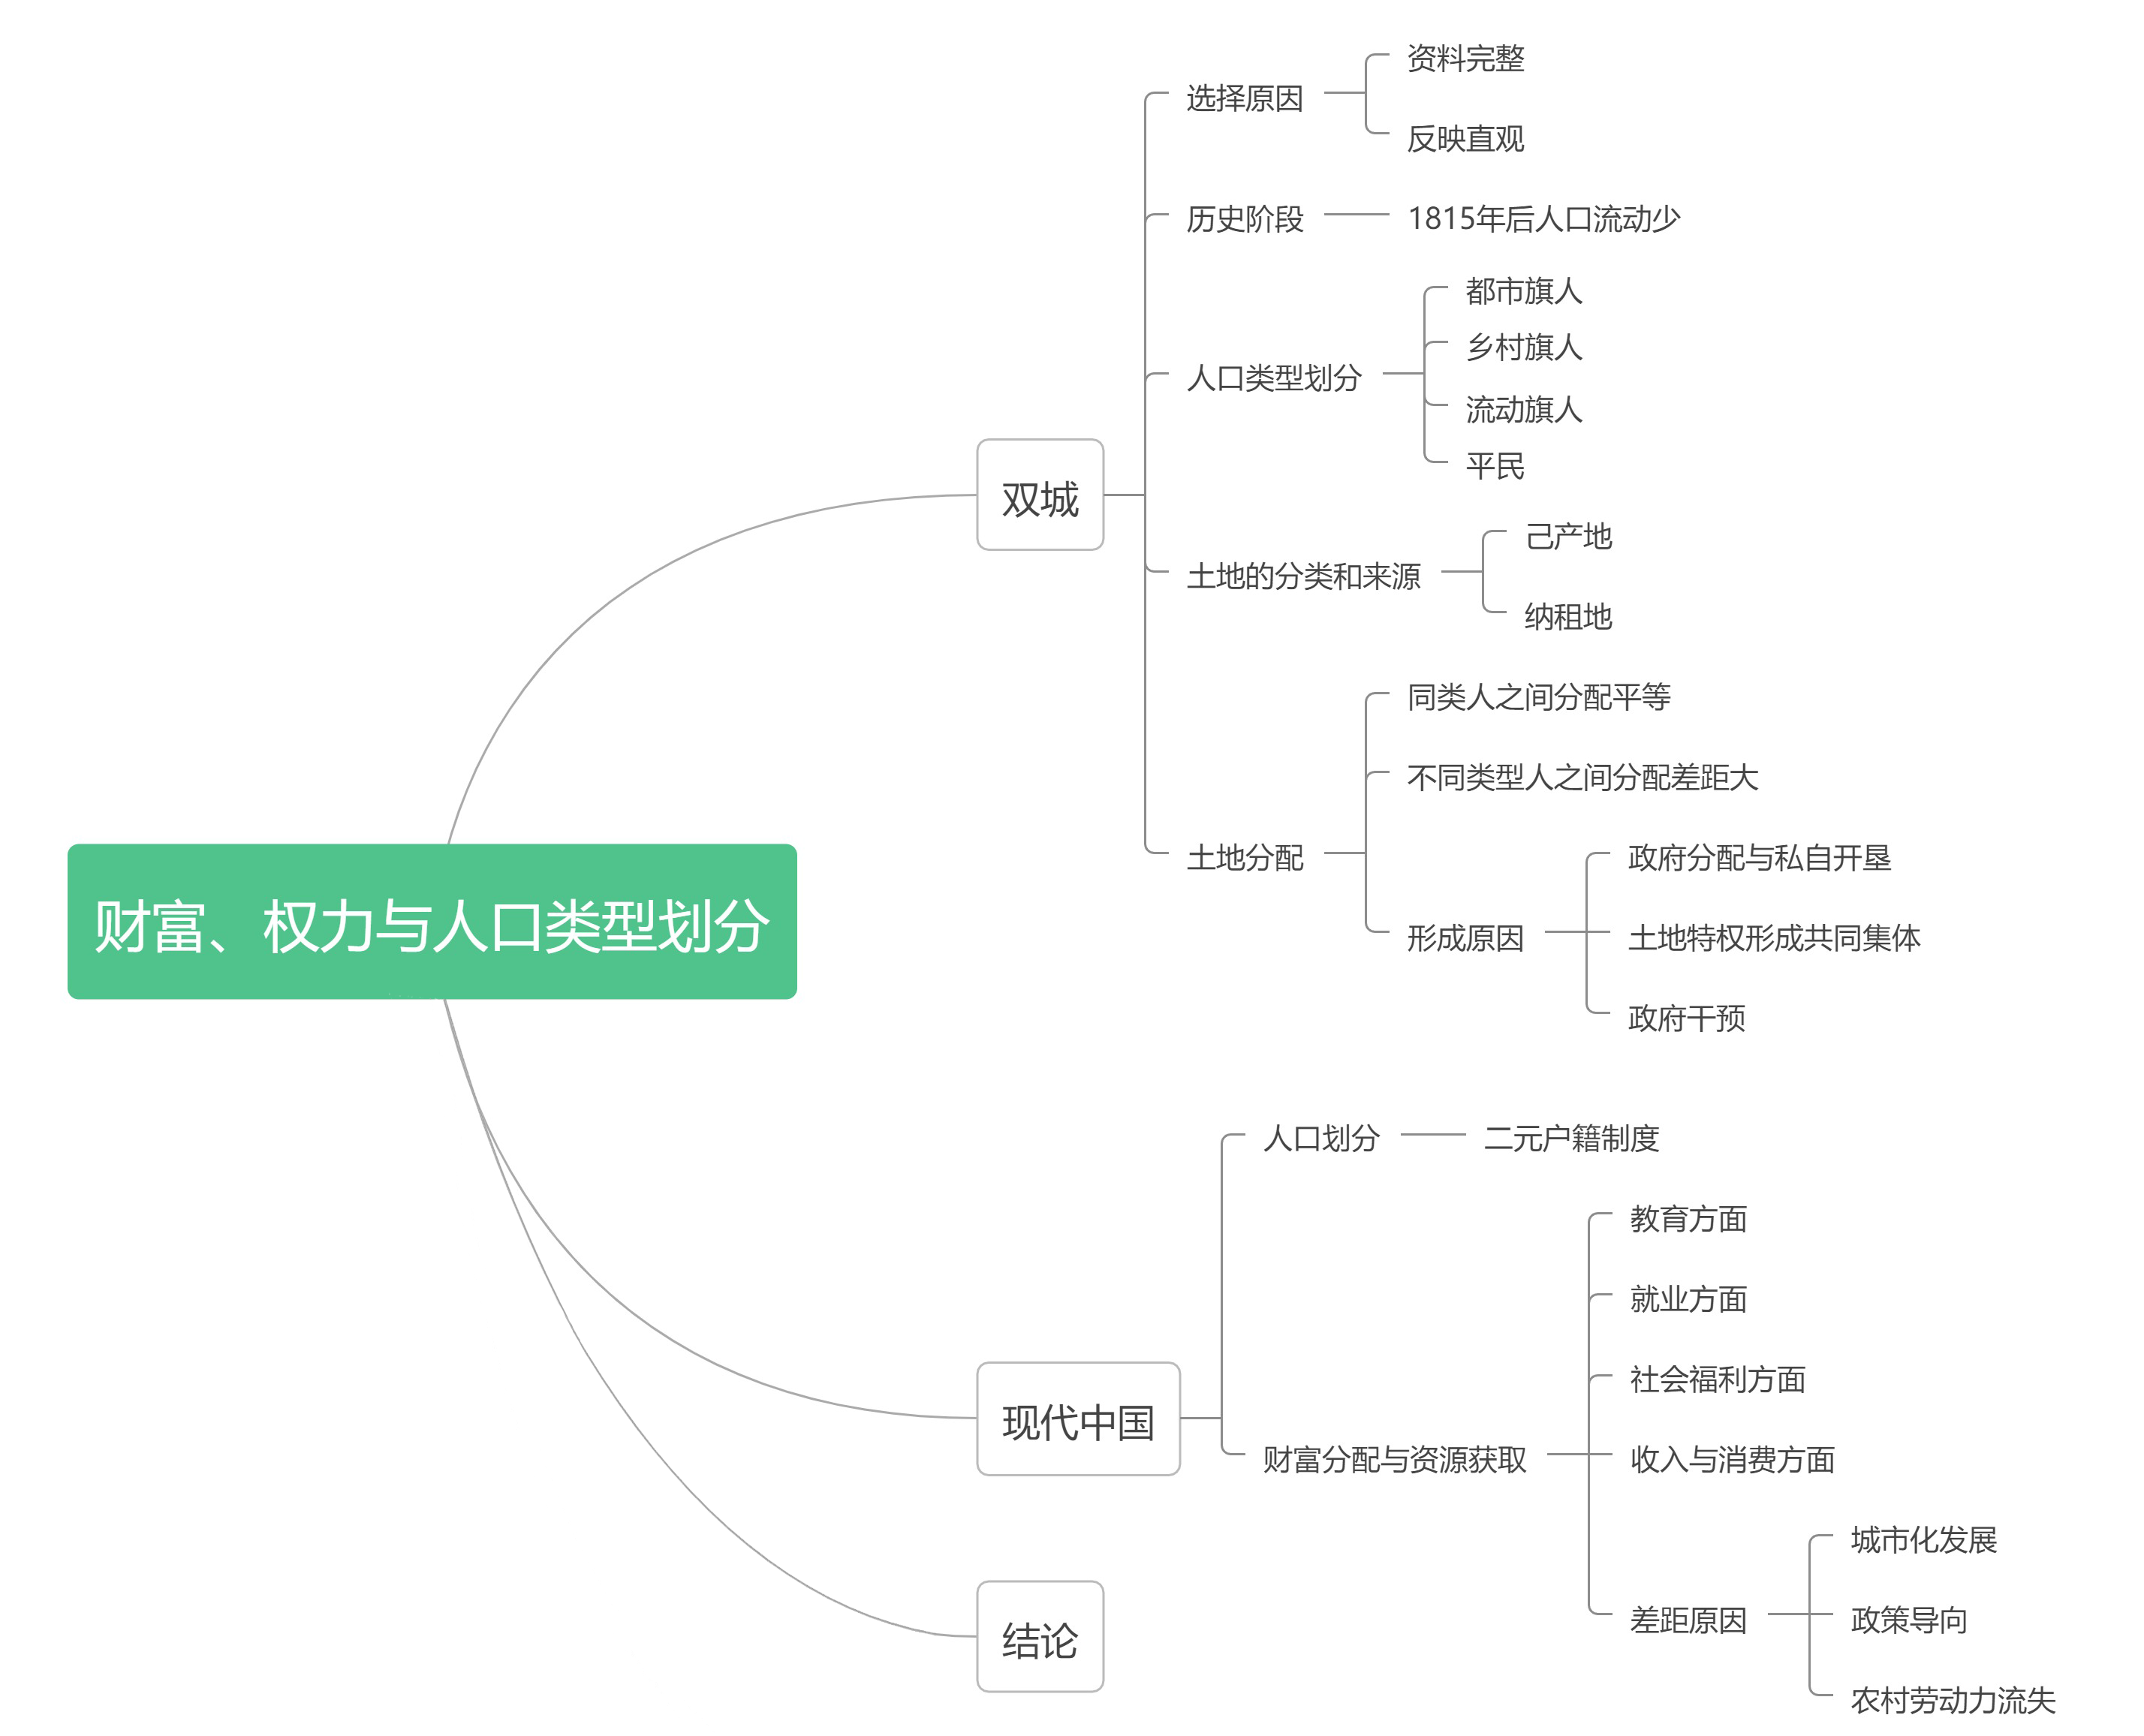 财富、权力与人口类型划分
双城
选择原因
资料完整
反映直观
历史阶段
1815年后人口流动少
人口类型划分
都市旗人
乡村旗人
流动旗人
平民
土地的分类和来源
己产地
纳租地
土地分配
同类人之间分配平等
不同类型人之间分配差距大
形成原因
政府分配与私自开垦
土地特权形成共同集体
政府干预
现代中国
人口划分
二元户籍制度
财富分配与资源获取
教育方面
就业方面
社会福利方面
收入与消费方面
差距原因
城市化发展
政策导向
农村劳动力流失
结论